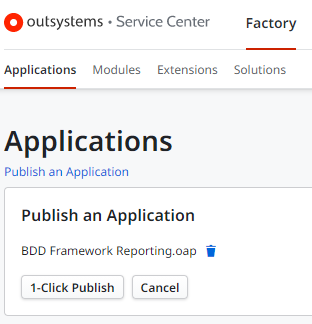 outsystems • Service Center
Factory
Applications Modules Extensions Solutions
Applications
Publish an Application
Publish an Application
BDD Framework Reporting.oap
1-Click Publish Cancel